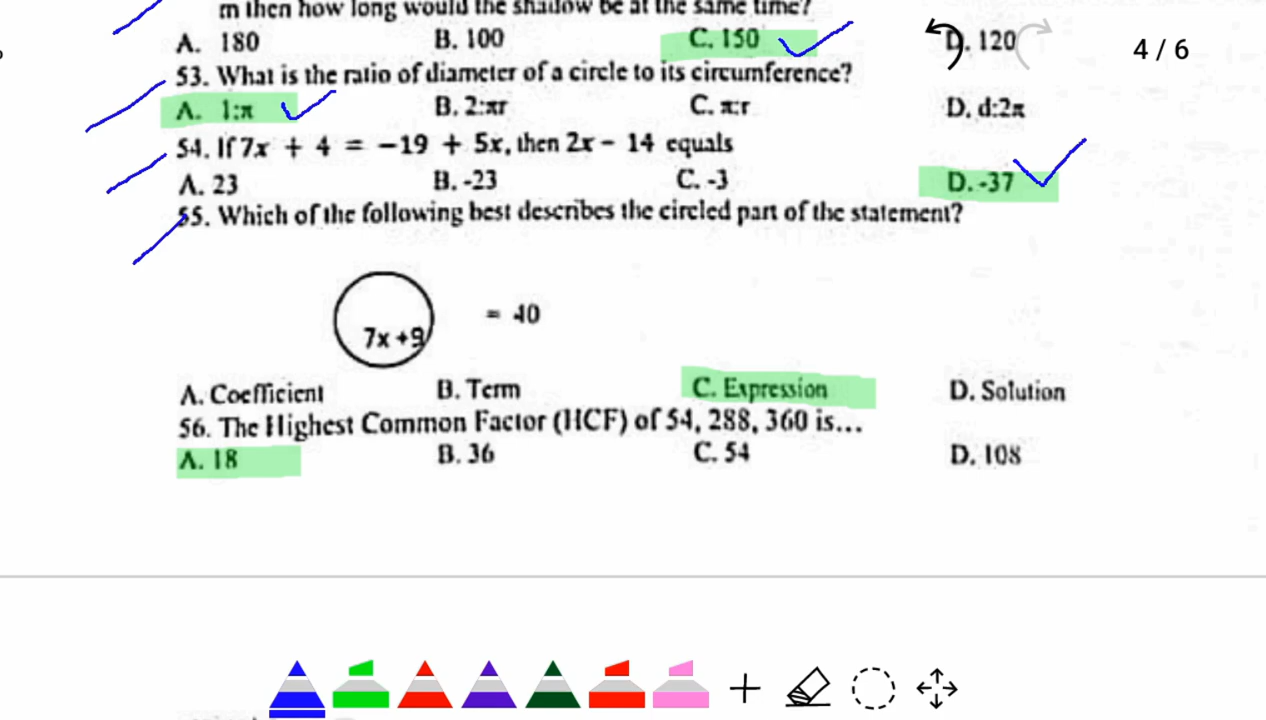 m then how long would the shadow be at the same time?
A. 180 B. 100 C. 150 D. 120
4 / 6
53. What is the ratio of diameter of a circle to its circumference?
A. 1:π B. 2:πr C. π:r D. d:2π
54. If 7x + 4 = −19 + 5x, then 2x − 14 equals
A. 23 B. -23 C. -3 D. -37
55. Which of the following best describes the circled part of the statement?
7x +9 = 40
A. Coefficient B. Term C. Expression D. Solution
56. The Highest Common Factor (HCF) of 54, 288, 360 is...
A. 18 B. 36 C. 54 D. 108